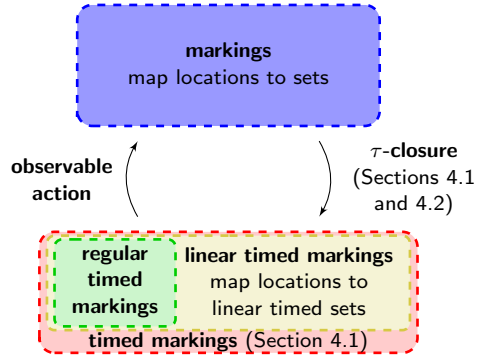 markings
map locations to sets
observable
action
τ-closure
(Sections 4.1
and 4.2)
regular
timed
markings
linear timed markings
map locations to
linear timed sets
timed markings (Section 4.1)